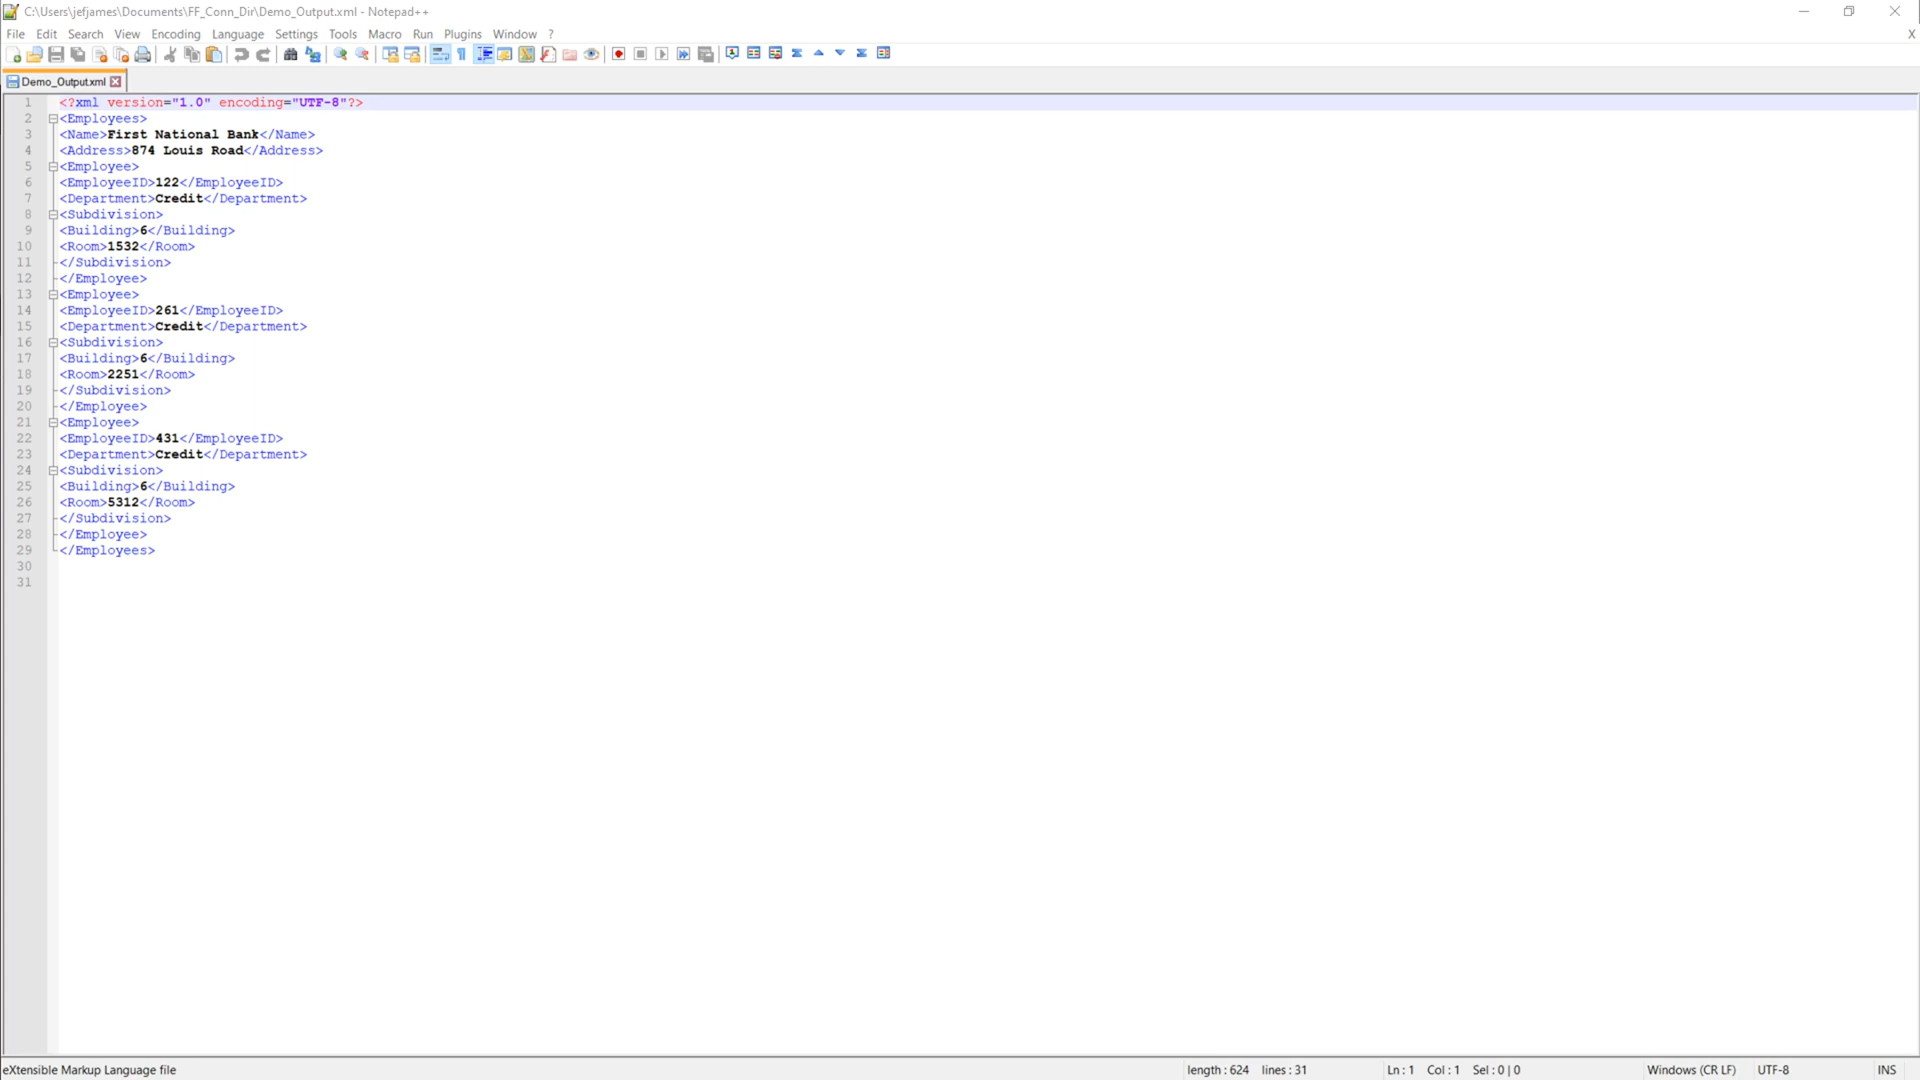 C:\Users\jefjames\Documents\FF_Conn_Dir\Demo_Output.xml - Notepad++
File Edit Search View Encoding Language Settings Tools Macro Run Plugins Window ? X
Demo_Output.xml
1 <?xml version="1.0" encoding="UTF-8"?>
2 <Employees>
3 <Name>First National Bank</Name>
4 <Address>874 Louis Road</Address>
5 <Employee>
6 <EmployeeID>122</EmployeeID>
7 <Department>Credit</Department>
8 <Subdivision>
9 <Building>6</Building>
10 <Room>1532</Room>
11 </Subdivision>
12 </Employee>
13 <Employee>
14 <EmployeeID>261</EmployeeID>
15 <Department>Credit</Department>
16 <Subdivision>
17 <Building>6</Building>
18 <Room>2251</Room>
19 </Subdivision>
20 </Employee>
21 <Employee>
22 <EmployeeID>431</EmployeeID>
23 <Department>Credit</Department>
24 <Subdivision>
25 <Building>6</Building>
26 <Room>5312</Room>
27 </Subdivision>
28 </Employee>
29 </Employees>
30
31
eXtensible Markup Language file length : 624 lines : 31 Ln : 1 Col : 1 Sel : 0 | 0 Windows (CR LF) UTF-8 INS